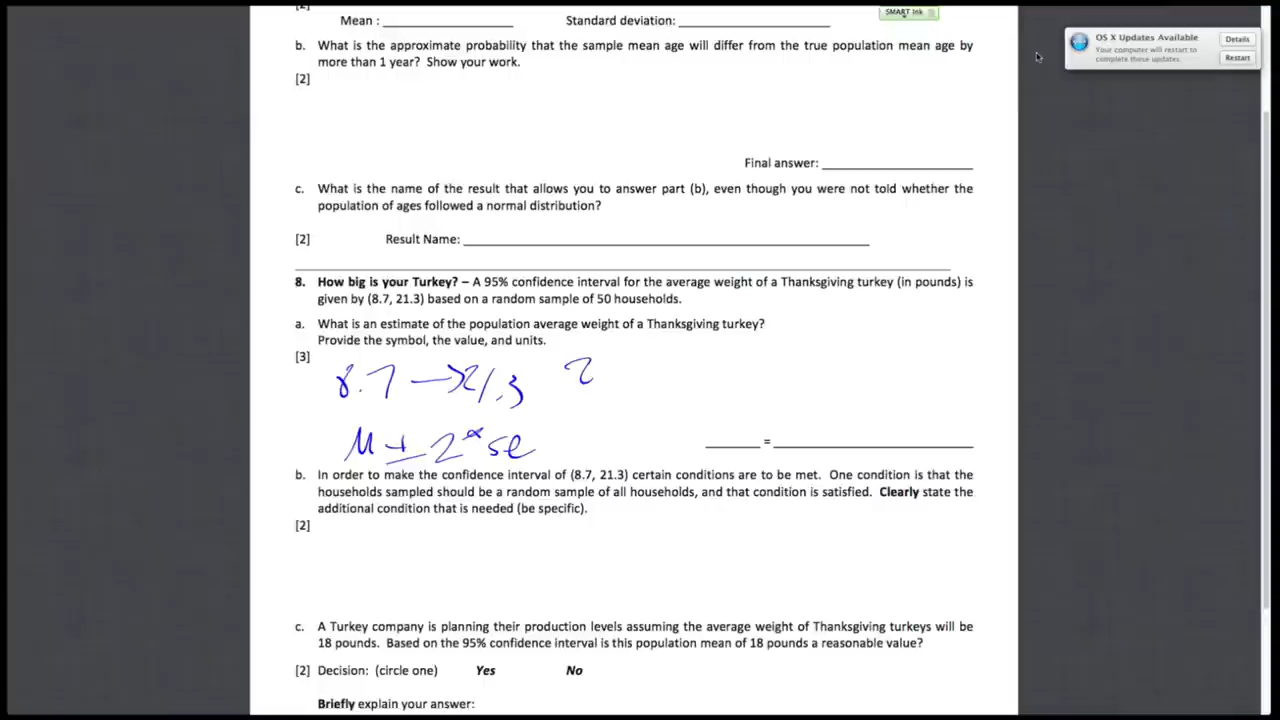 [2]
Mean : ____________ Standard deviation: ____________
SMART Ink
OS X Updates Available
Your computer will restart to complete these updates.
Details
Restart
b. What is the approximate probability that the sample mean age will differ from the true population mean age by
more than 1 year? Show your work.
[2]
Final answer: ____________
c. What is the name of the result that allows you to answer part (b), even though you were not told whether the
population of ages followed a normal distribution?
[2] Result Name: ____________
8. How big is your Turkey? – A 95% confidence interval for the average weight of a Thanksgiving turkey (in pounds) is
given by (8.7, 21.3) based on a random sample of 50 households.
a. What is an estimate of the population average weight of a Thanksgiving turkey?
Provide the symbol, the value, and units.
[3]
8.7 → 21.3 2
M ± 2* se
______ = ____________
b. In order to make the confidence interval of (8.7, 21.3) certain conditions are to be met. One condition is that the
households sampled should be a random sample of all households, and that condition is satisfied. Clearly state the
additional condition that is needed (be specific).
[2]
c. A Turkey company is planning their production levels assuming the average weight of Thanksgiving turkeys will be
18 pounds. Based on the 95% confidence interval is this population mean of 18 pounds a reasonable value?
[2] Decision: (circle one) Yes No
Briefly explain your answer: